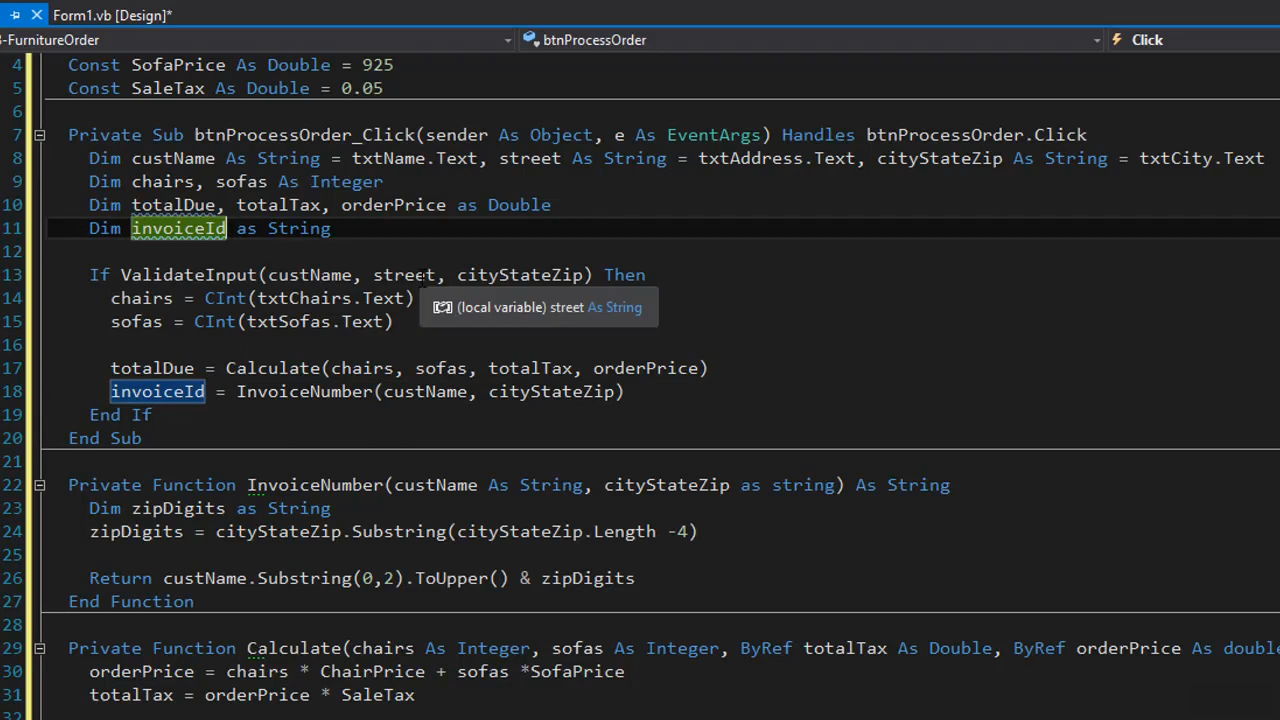 Form1.vb [Design]*
-FurnitureOrder btnProcessOrder Click
4 Const SofaPrice As Double = 925
5 Const SaleTax As Double = 0.05
6
7 Private Sub btnProcessOrder_Click(sender As Object, e As EventArgs) Handles btnProcessOrder.Click
8 Dim custName As String = txtName.Text, street As String = txtAddress.Text, cityStateZip As String = txtCity.Text
9 Dim chairs, sofas As Integer
10 Dim totalDue, totalTax, orderPrice as Double
11 Dim invoiceId as String
12
13 If ValidateInput(custName, street, cityStateZip) Then
14 chairs = CInt(txtChairs.Text)
(local variable) street As String
15 sofas = CInt(txtSofas.Text)
16
17 totalDue = Calculate(chairs, sofas, totalTax, orderPrice)
18 invoiceId = InvoiceNumber(custName, cityStateZip)
19 End If
20 End Sub
21
22 Private Function InvoiceNumber(custName As String, cityStateZip as string) As String
23 Dim zipDigits as String
24 zipDigits = cityStateZip.Substring(cityStateZip.Length -4)
25
26 Return custName.Substring(0,2).ToUpper() & zipDigits
27 End Function
28
29 Private Function Calculate(chairs As Integer, sofas As Integer, ByRef totalTax As Double, ByRef orderPrice As doubl
30 orderPrice = chairs * ChairPrice + sofas *SofaPrice
31 totalTax = orderPrice * SaleTax
32